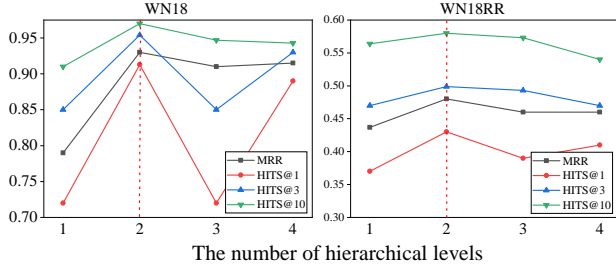 WN18
WN18RR
0.95
0.90
0.85
0.80
0.75
0.70
MRR
HITS@1
HITS@3
HITS@10
1 2 3 4
0.60
0.55
0.50
0.45
0.40
0.35
0.30
MRR
HITS@1
HITS@3
HITS@10
1 2 3 4
The number of hierarchical levels